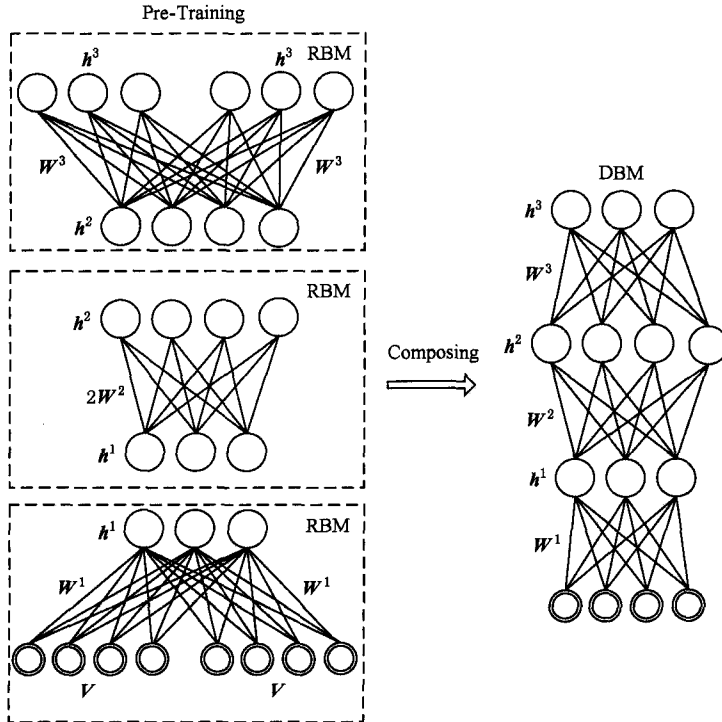 Pre-Training
RBM
h³ h³
W³ W³
h²
RBM
h²
2W²
h¹
RBM
h¹
W¹ W¹
V V
Composing
DBM
h³
W³
h²
W²
h¹
W¹